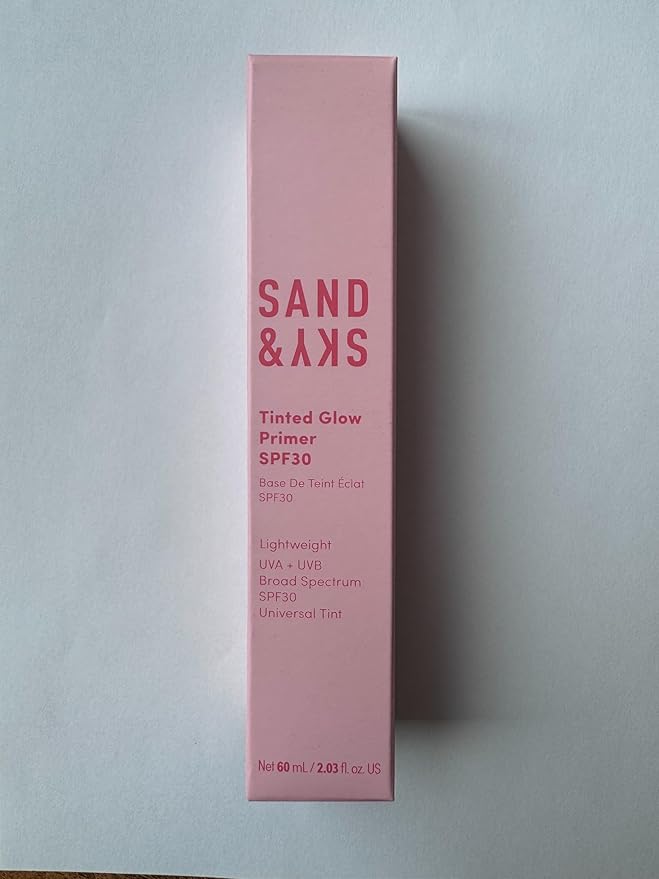 SAND
& SKY
Tinted Glow
Primer
SPF30
Base De Teint Éclat
SPF30
Lightweight
UVA + UVB
Broad Spectrum
SPF30
Universal Tint
Net 60 mL / 2.03 fl. oz. US